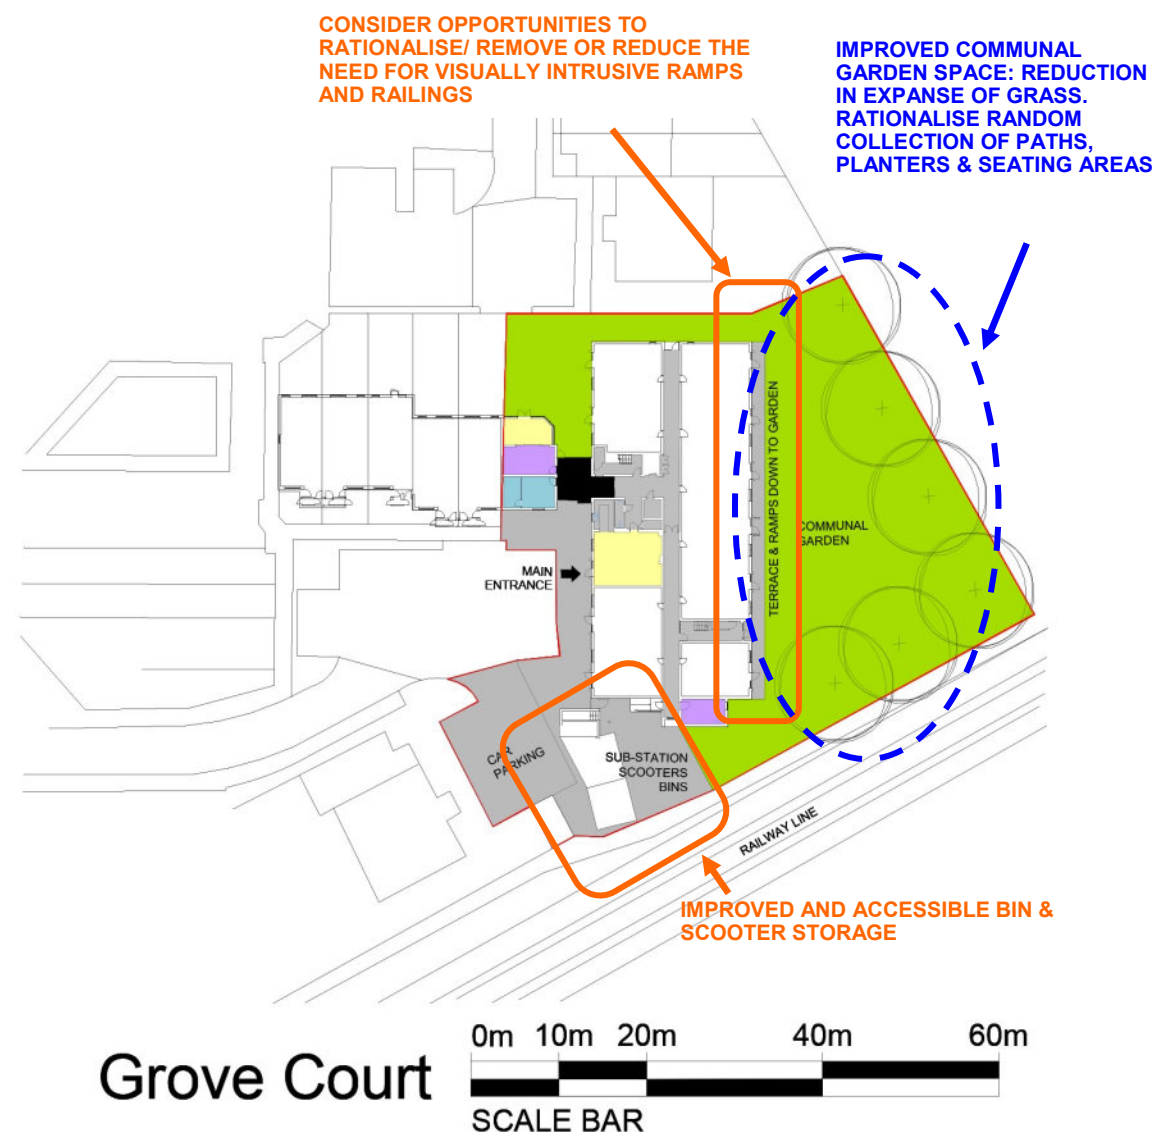 CONSIDER OPPORTUNITIES TO
RATIONALISE/ REMOVE OR REDUCE THE
NEED FOR VISUALLY INTRUSIVE RAMPS
AND RAILINGS
IMPROVED COMMUNAL
GARDEN SPACE: REDUCTION
IN EXPANSE OF GRASS.
RATIONALISE RANDOM
COLLECTION OF PATHS,
PLANTERS & SEATING AREAS
TERRACE & RAMPS DOWN TO GARDEN
COMMUNAL
GARDEN
MAIN
ENTRANCE
CAR
PARKING
SUB-STATION
SCOOTERS
BINS
RAILWAY LINE
IMPROVED AND ACCESSIBLE BIN &
SCOOTER STORAGE
Grove Court
0m 10m 20m 40m 60m
SCALE BAR